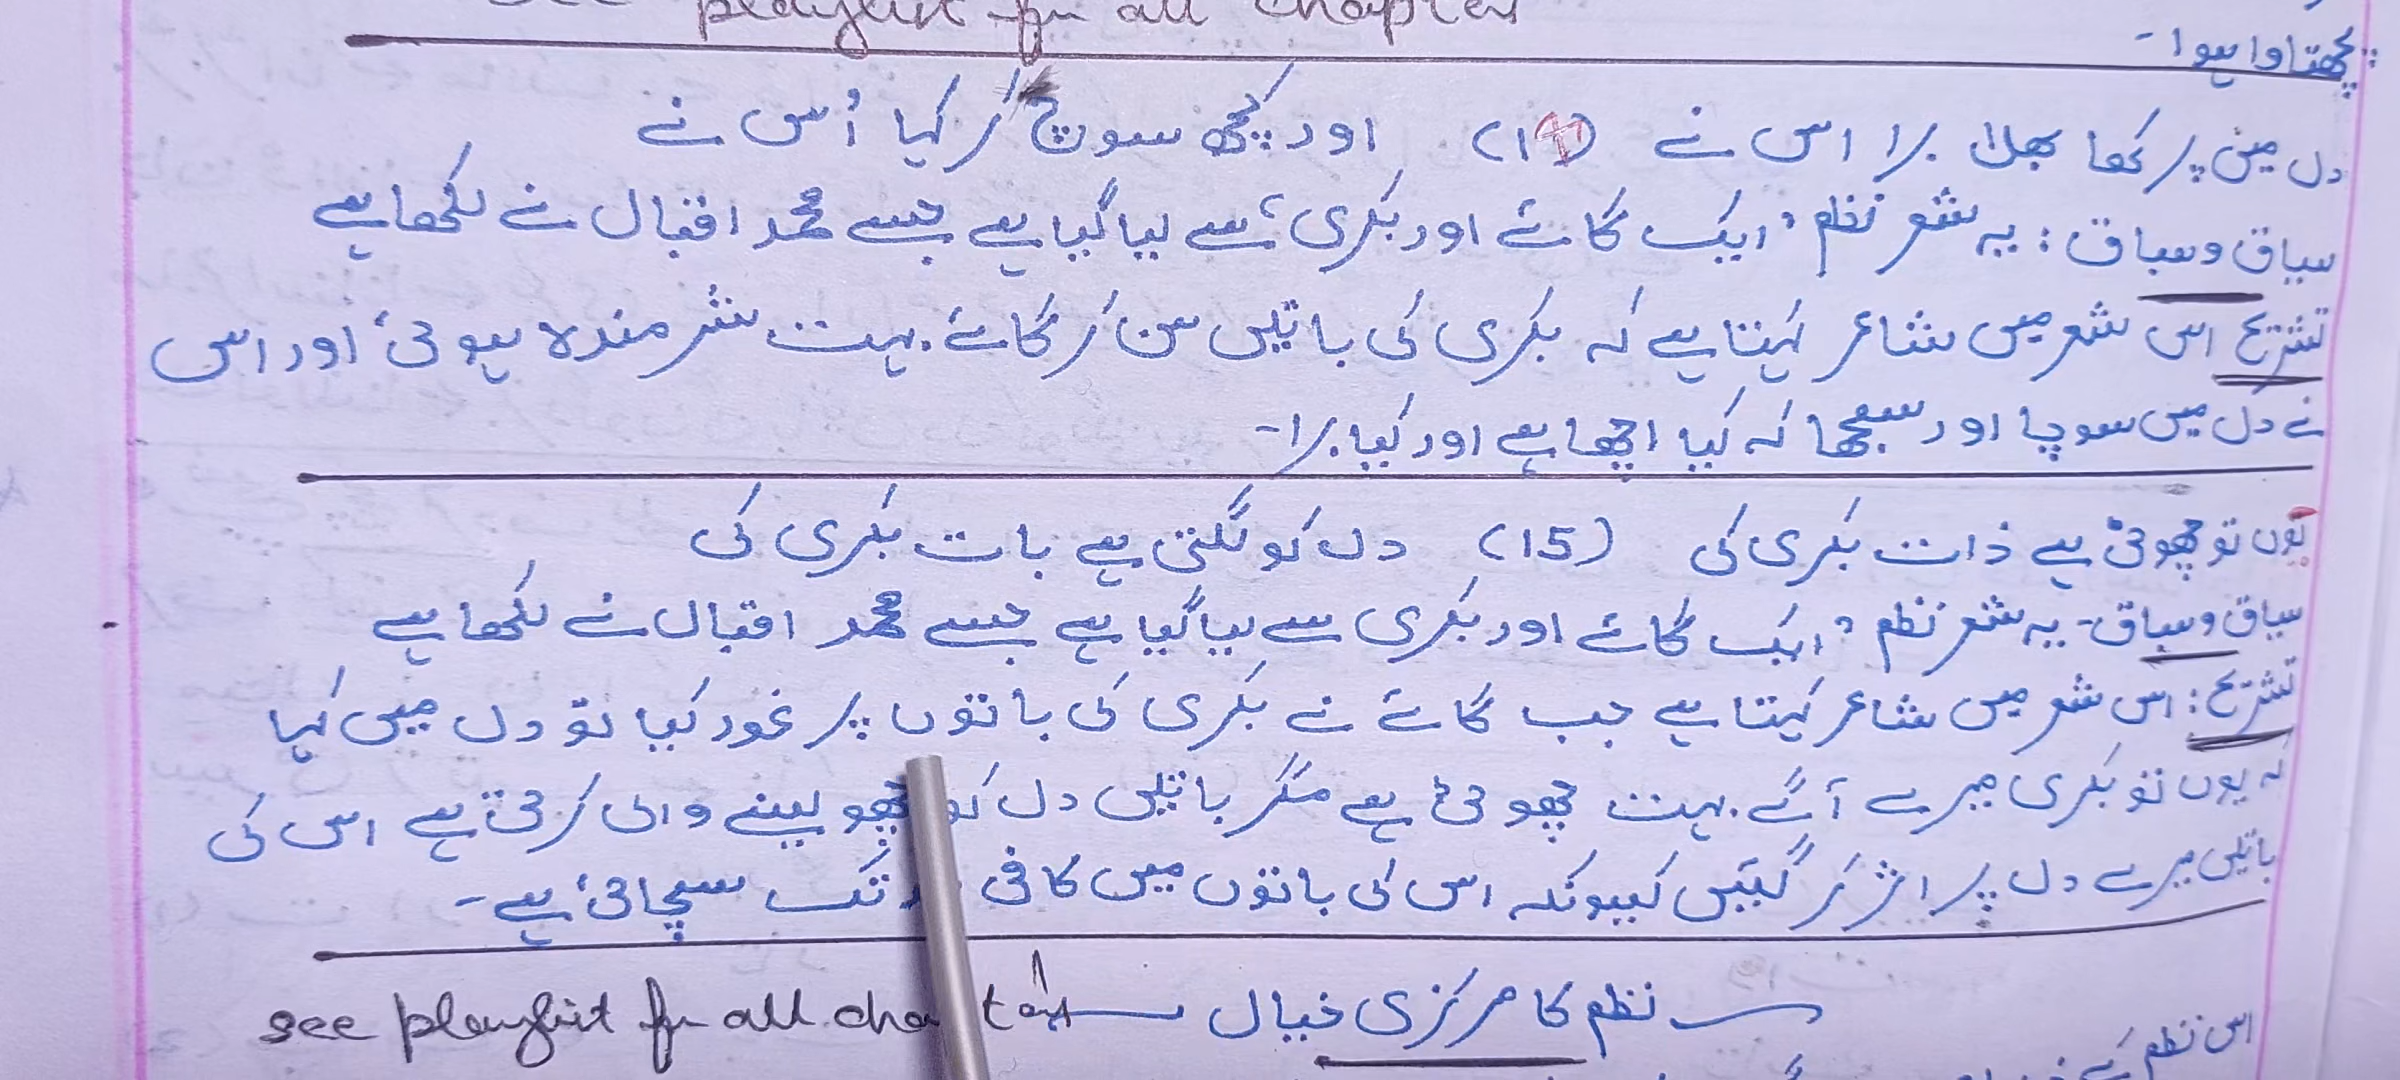 see playlist for all chapters
پچھتاوا ہوا۔
دل میں پرکھا بھلا برا اس نے (14) اور کچھ سوچ کر کہا اُس نے
سیاق و سباق: یہ شعر نظم 'ایک گائے اور بکری' سے لیا گیا ہے جسے محمد اقبال نے لکھا ہے
تشریح اس شعر میں شاعر کہتا ہے کہ بکری کی باتیں سن کر گائے بہت شرمندہ ہوئی اور اس
نے دل میں سوچا اور سمجھا کہ کیا اچھا ہے اور کیا برا۔
یوں تو چھوٹی ہے ذات بکری کی (15) دل کو لگتی ہے بات بکری کی
سیاق و سباق۔ یہ شعر نظم 'ایک گائے اور بکری سے لیا گیا ہے جسے محمد اقبال نے لکھا ہے
تشریح: اس شعر میں شاعر کہتا ہے جب گائے نے بکری کی باتوں پر غور کیا تو دل میں کہا
کہ یوں تو بکری میرے آگے بہت چھوٹی ہے مگر باتیں دل کو چھو لینے والی کرتی ہے اس کی
باتیں میرے دل پر اثر کر گئیں کیونکہ اس کی باتوں میں کافی تک سچائی ہے۔
نظم کا مرکزی خیال see playlist for all chapters
اس نظم کے